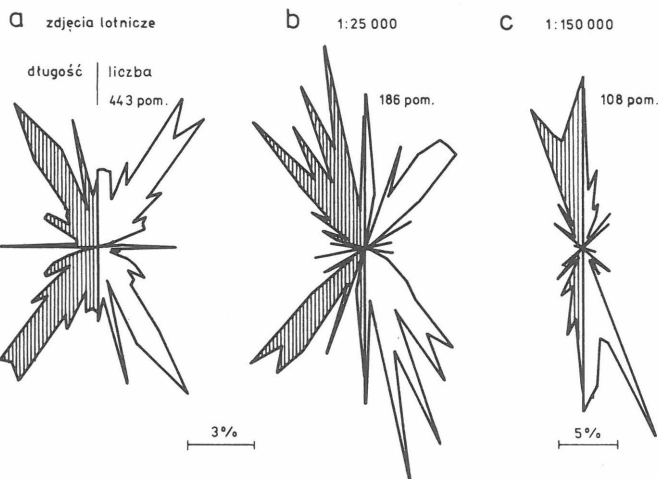 a zdjęcia lotnicze
długość | liczba
443 pom.
b 1:25 000
186 pom.
c 1:150 000
108 pom.
3%
5%